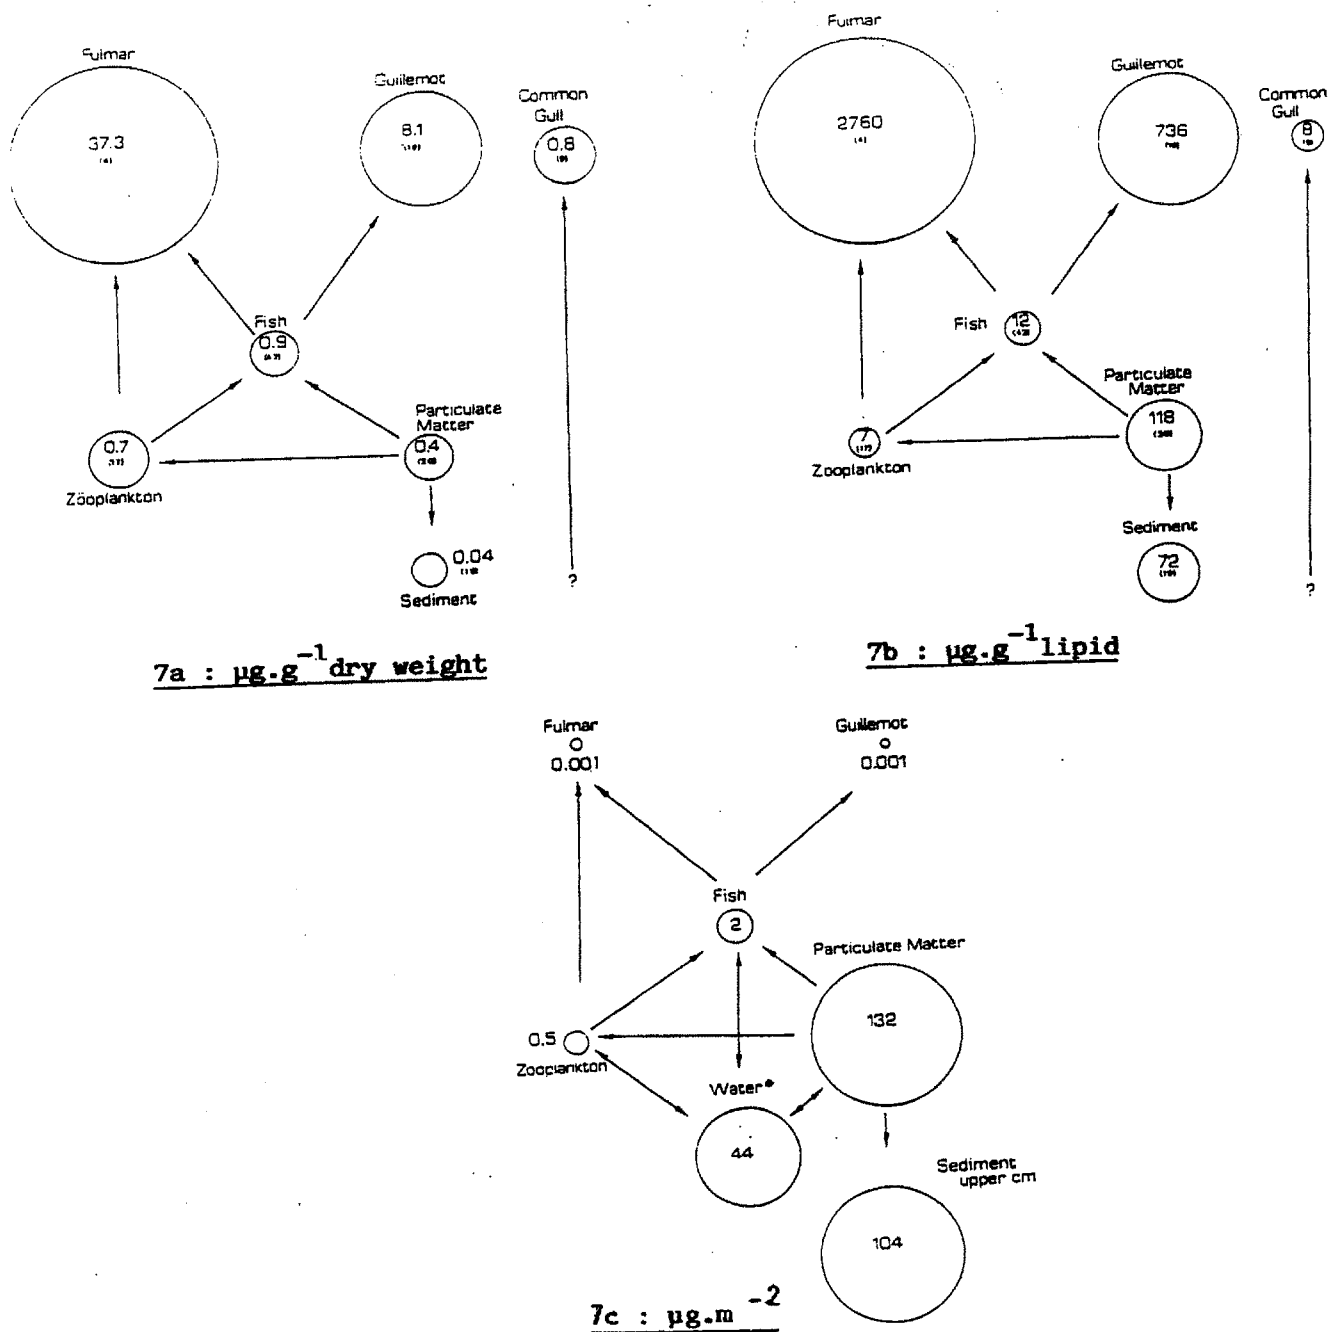 Fulmar
37.3
Guillemot
8.1
Common
Gull
0.8
Fish
0.9
Zooplankton
0.7
Particulate
Matter
0.4
0.04
Sediment
?
7a : µg.g⁻¹ dry weight
Fulmar
2760
Guillemot
736
Common
Gull
8
Fish
12
Particulate
Matter
118
7
Zooplankton
Sediment
72
?
7b : µg.g⁻¹ lipid
Fulmar
0.001
Guillemot
0.001
Fish
2
Particulate Matter
132
0.5
Zooplankton
Water*
44
Sediment
upper cm
104
7c : µg.m⁻²